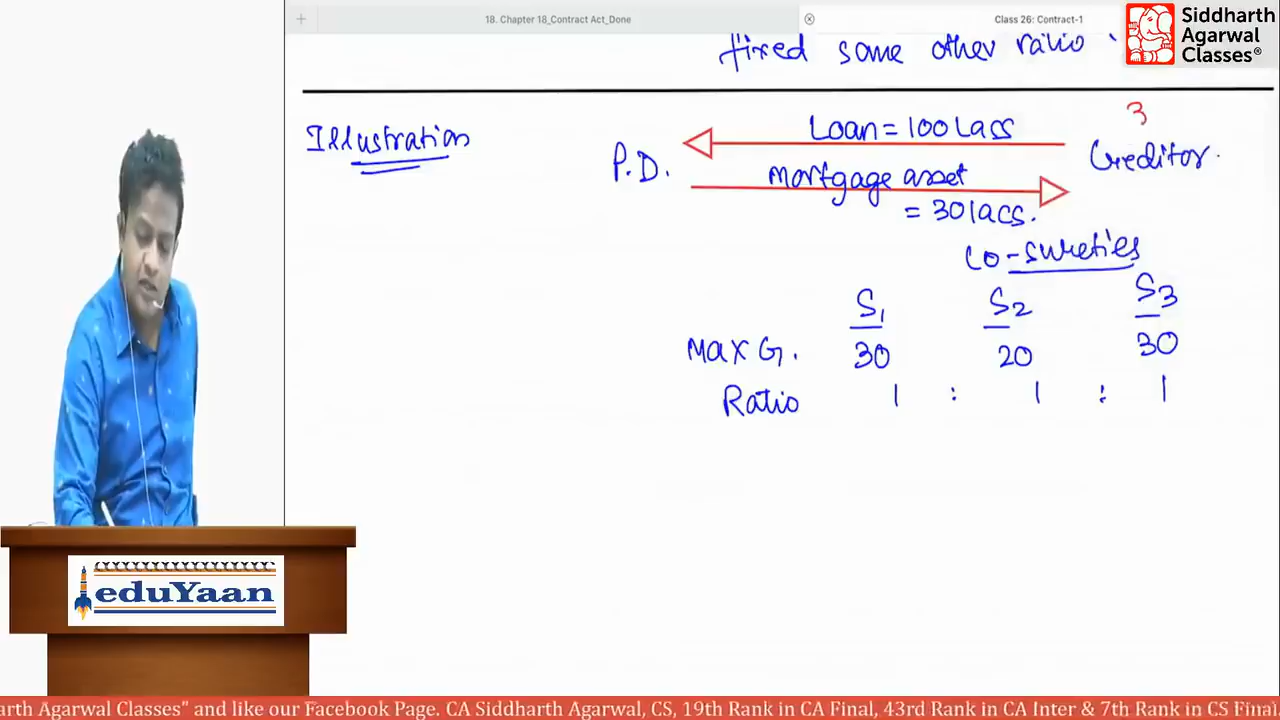 18. Chapter 18_Contract Act_Done
Class 26: Contract-1
Siddharth
Agarwal
Classes®
fixed some other ratio
Illustration
P.D.
Loan = 100 Lacs
3
Creditor.
mortgage asset
= 30 lacs.
Co-sureties
S1 S2 S3
Max G. 30 20 30
Ratio 1 : 1 : 1
eduYaan
arth Agarwal Classes" and like our Facebook Page. CA Siddharth Agarwal, CS, 19th Rank in CA Final, 43rd Rank in CA Inter & 7th Rank in CS Final